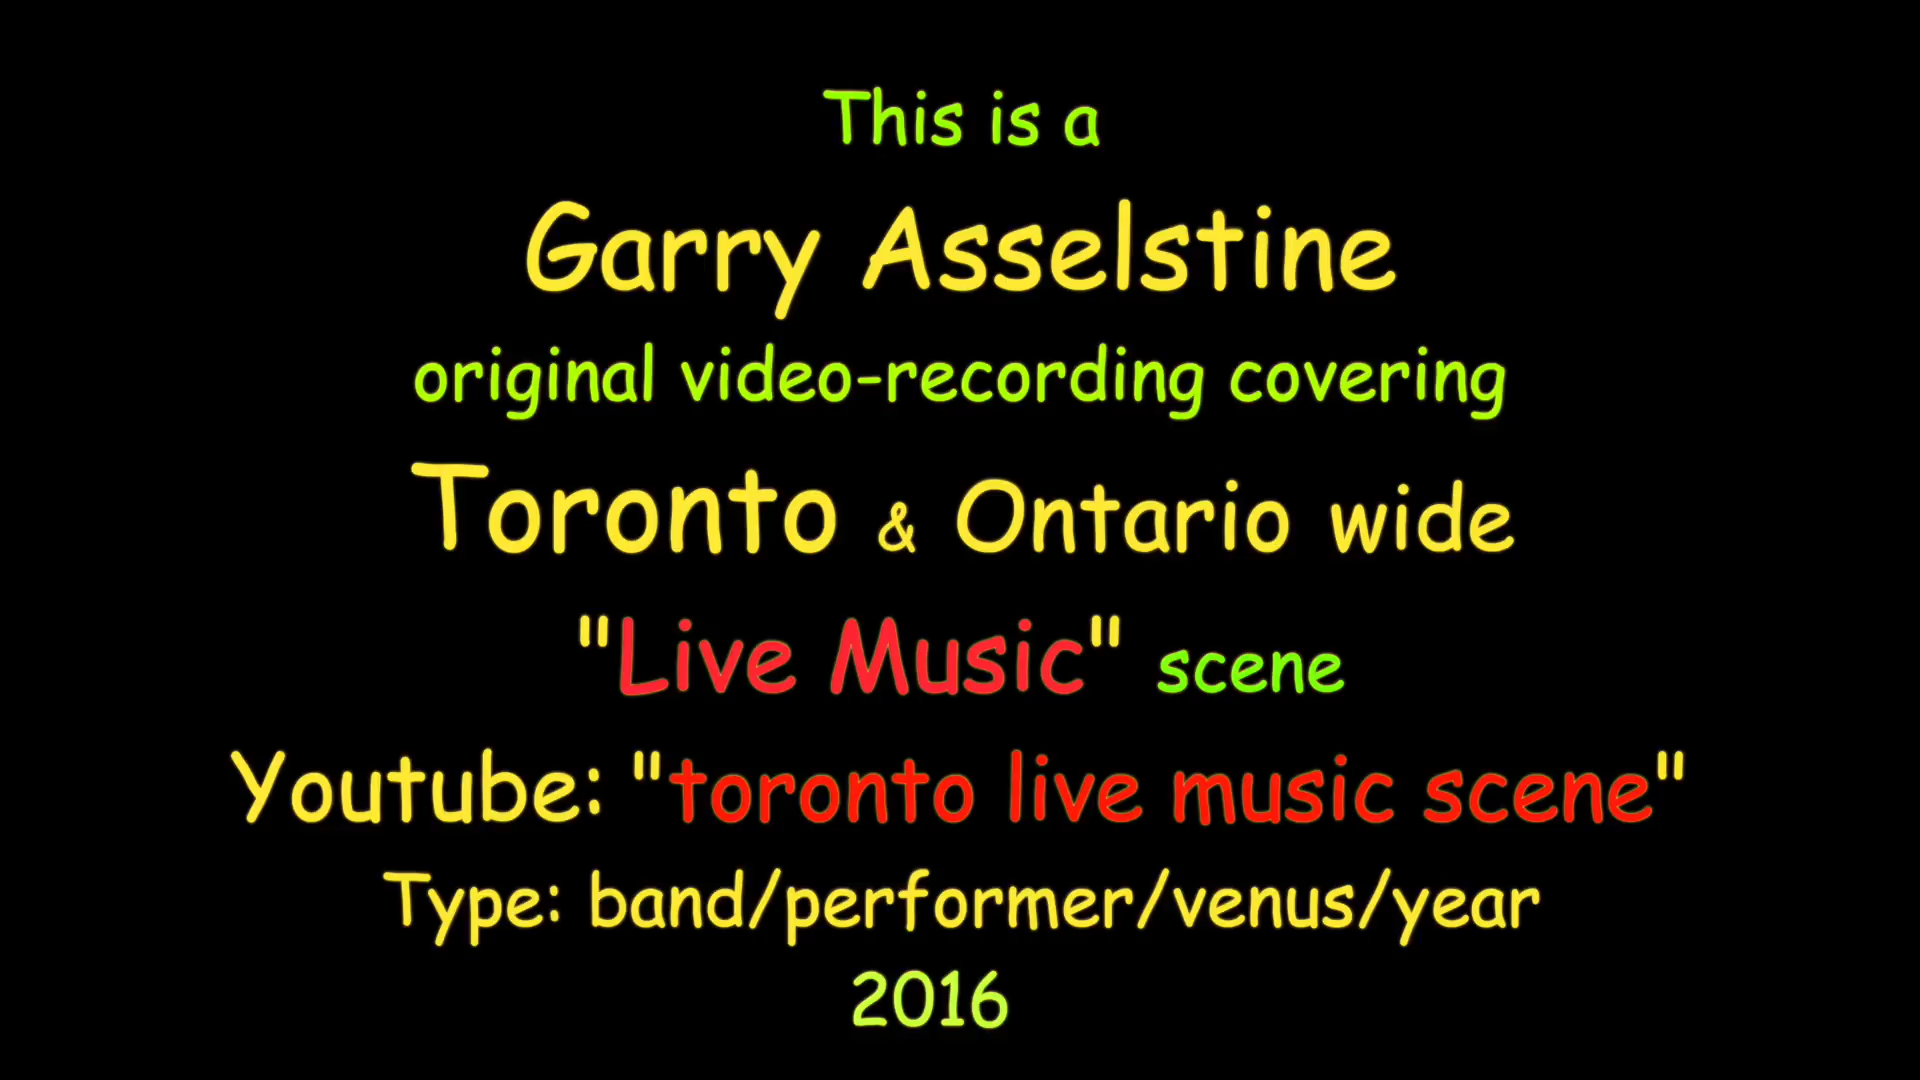 This is a
Garry Asselstine
original video-recording covering
Toronto & Ontario wide
"Live Music" scene
Youtube: "toronto live music scene"
Type: band/performer/venus/year
2016